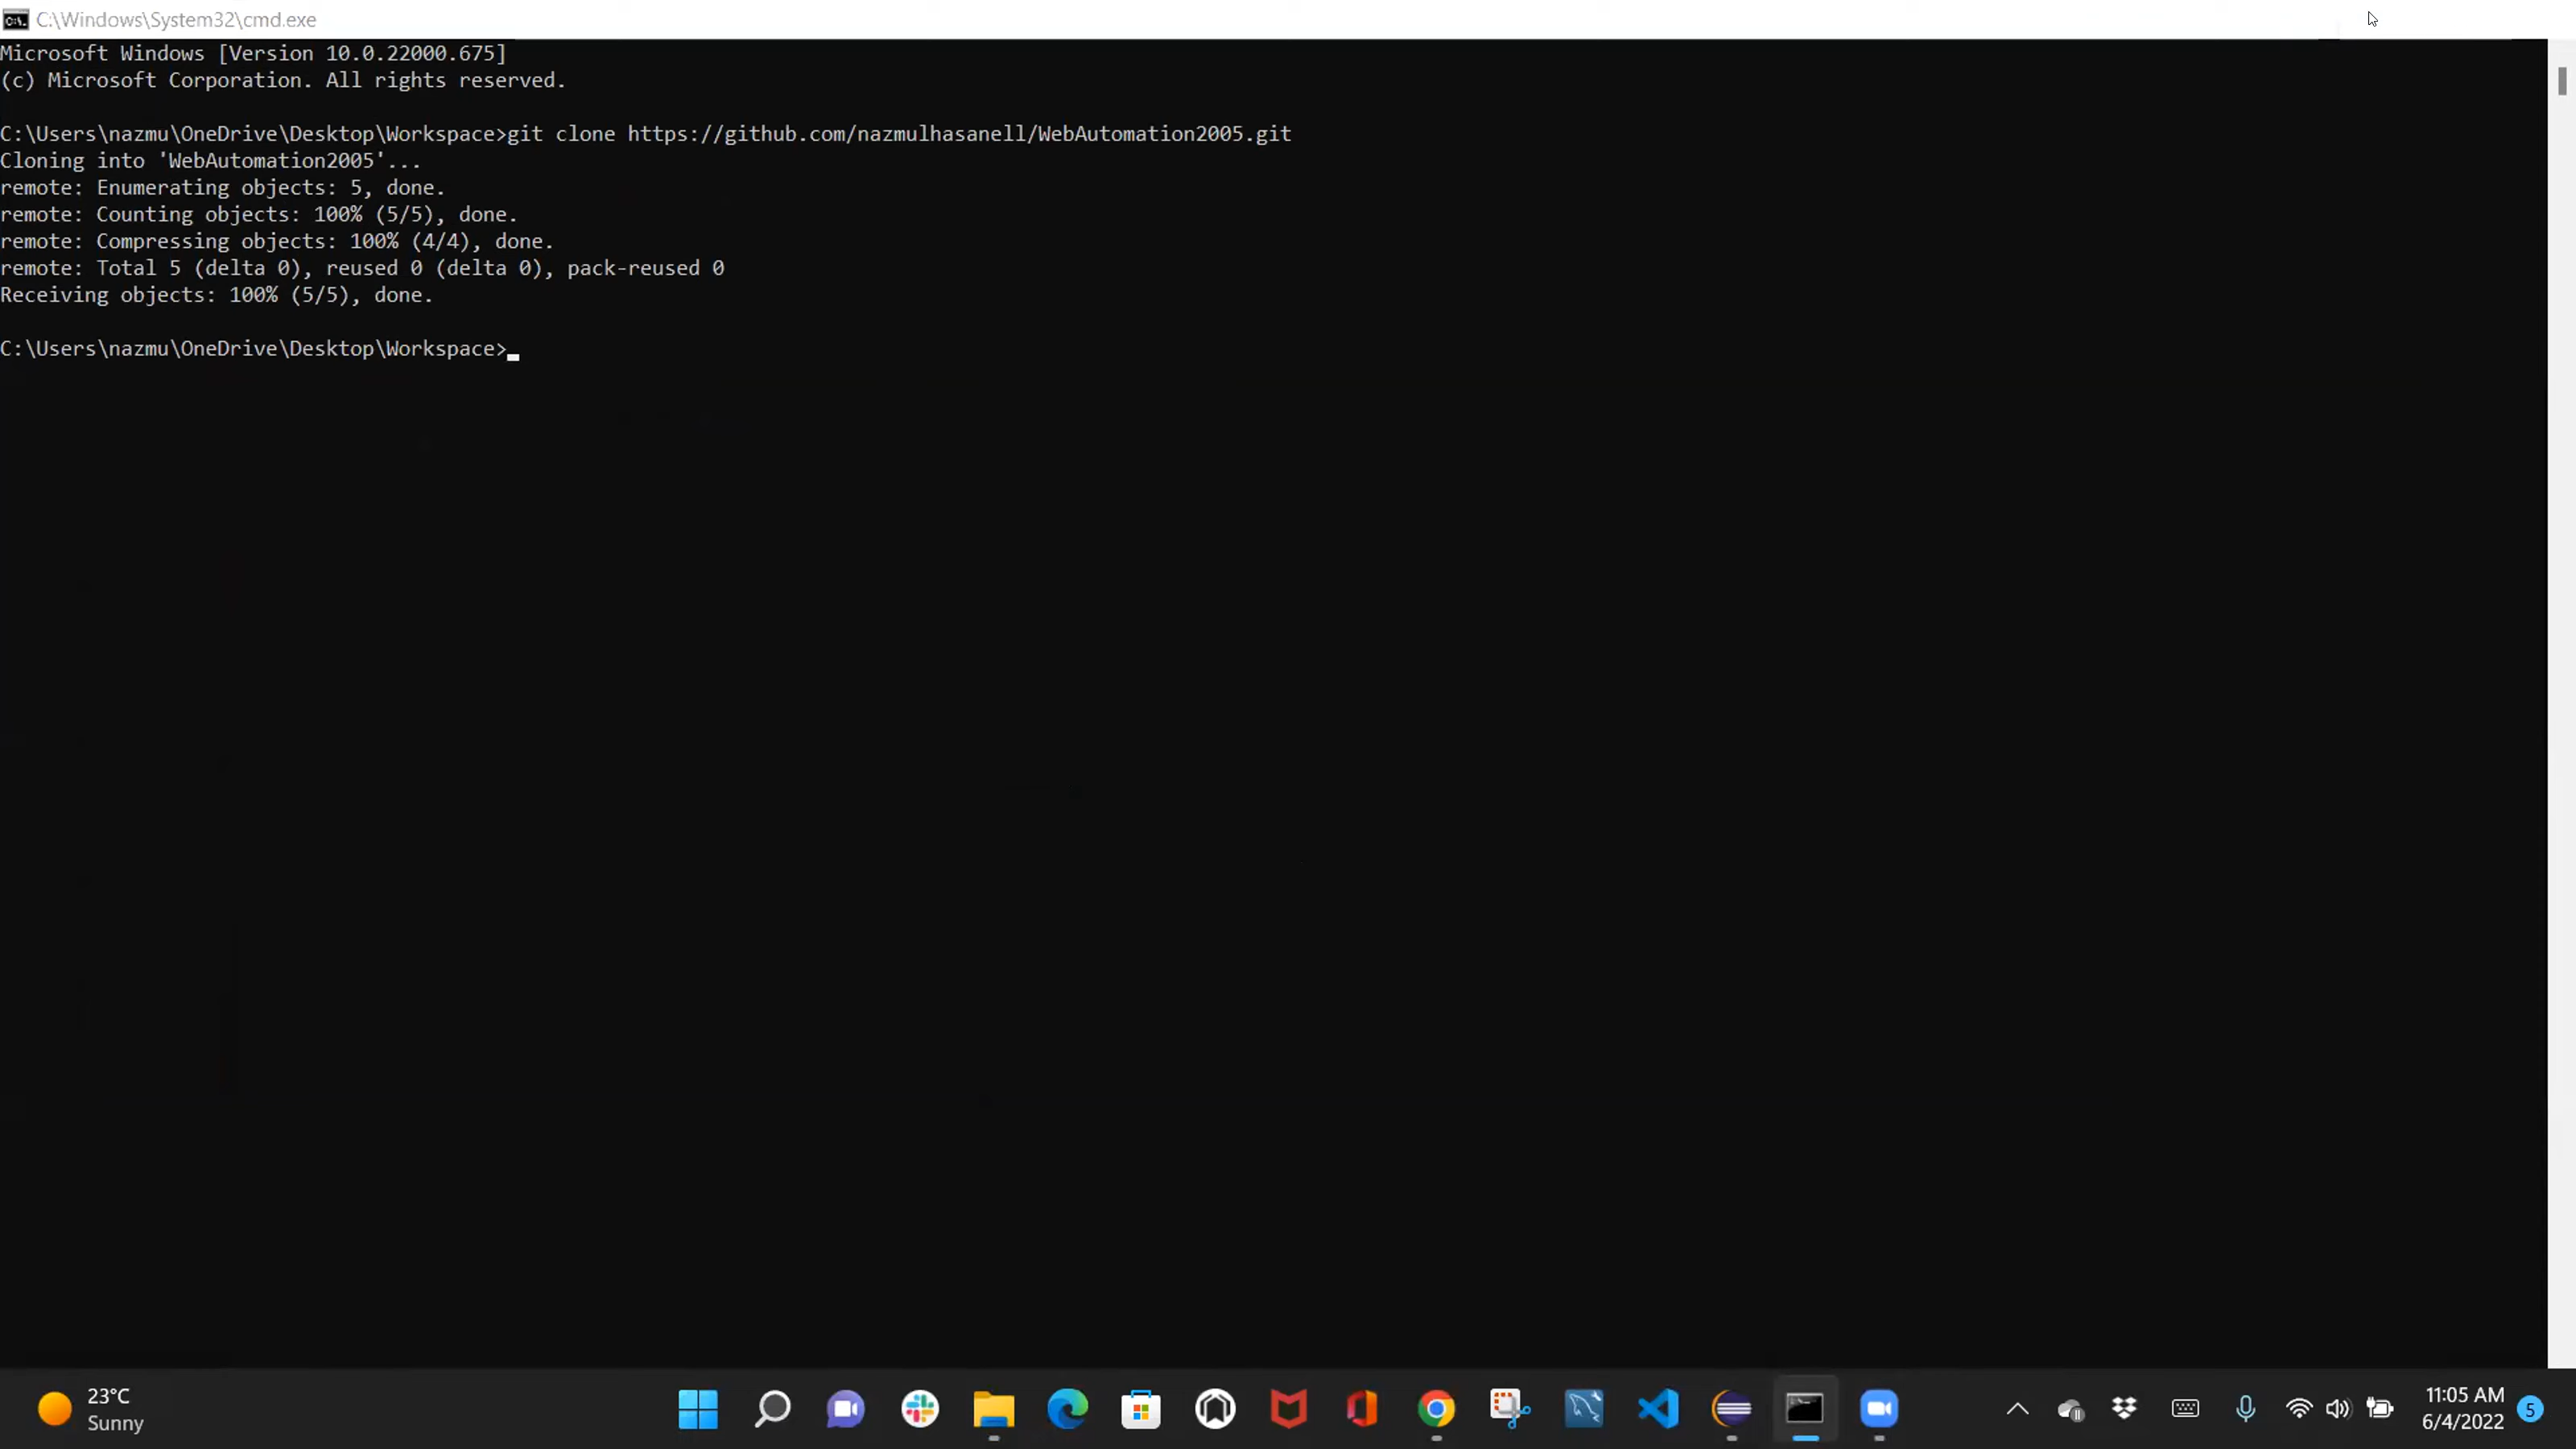 C:\Windows\System32\cmd.exe
Microsoft Windows [Version 10.0.22000.675]
(c) Microsoft Corporation. All rights reserved.
C:\Users\nazmu\OneDrive\Desktop\Workspace>git clone https://github.com/nazmulhasanell/WebAutomation2005.git
Cloning into 'WebAutomation2005'...
remote: Enumerating objects: 5, done.
remote: Counting objects: 100% (5/5), done.
remote: Compressing objects: 100% (4/4), done.
remote: Total 5 (delta 0), reused 0 (delta 0), pack-reused 0
Receiving objects: 100% (5/5), done.
C:\Users\nazmu\OneDrive\Desktop\Workspace>
23°C
Sunny
11:05 AM
6/4/2022
5